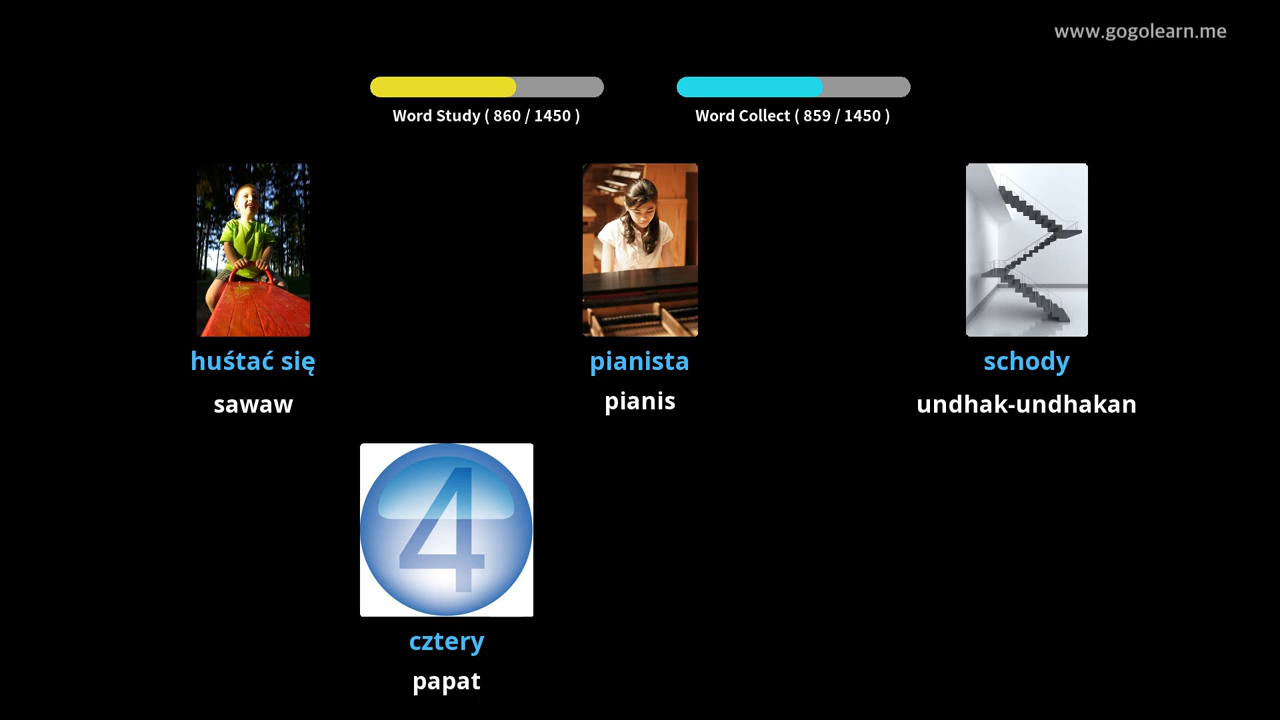 www.gogolearn.me
Word Study ( 860 / 1450 )
Word Collect ( 859 / 1450 )
huśtać się
pianista
schody
sawaw
pianis
undhak-undhakan
4
cztery
papat